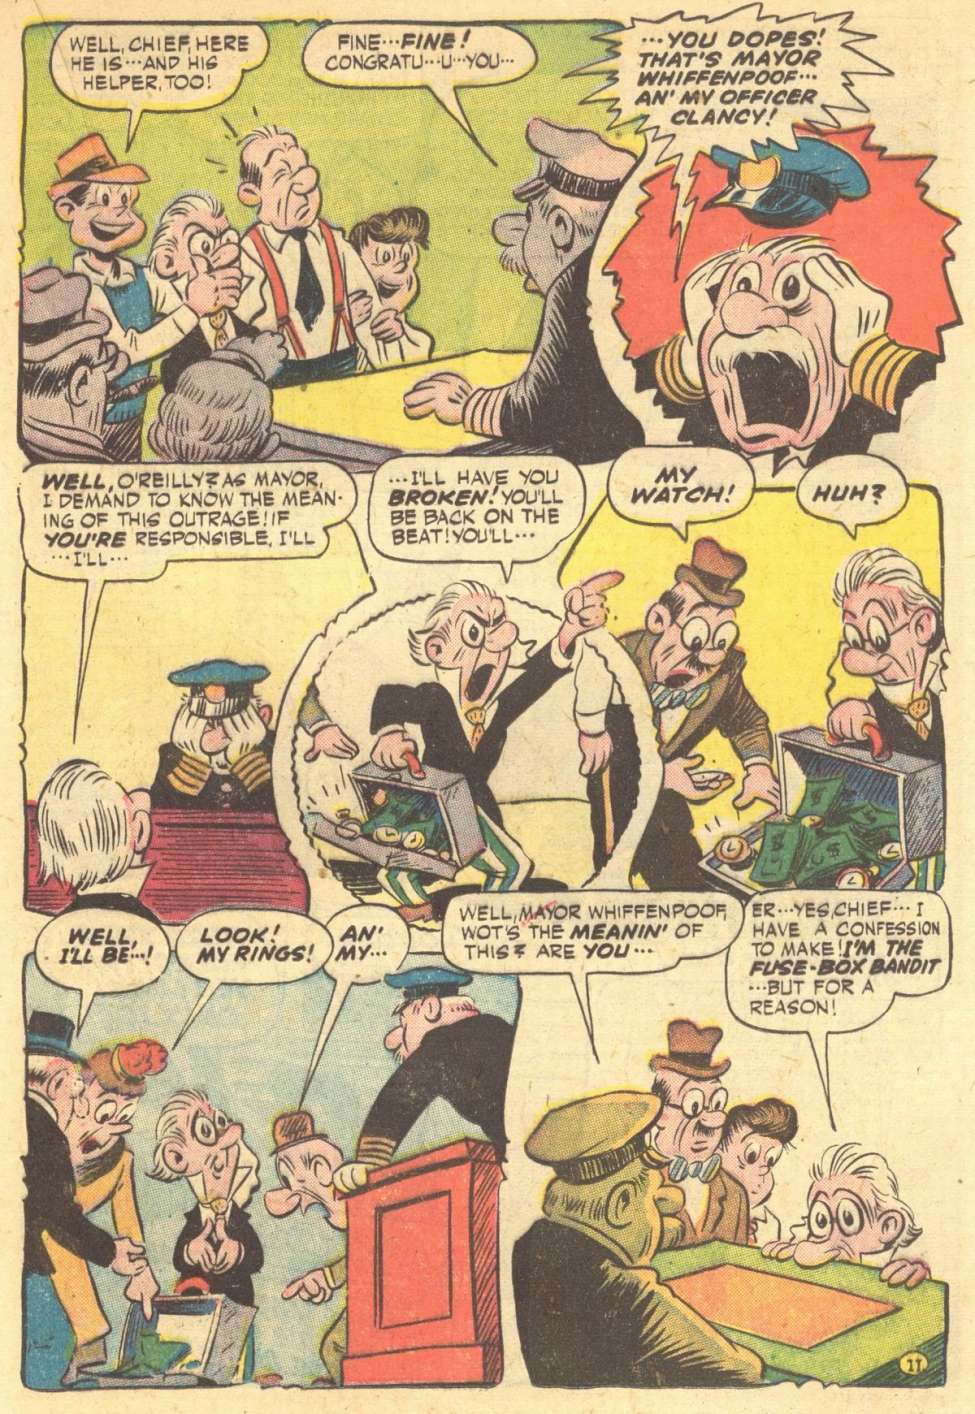 WELL, CHIEF, HERE
HE IS---AND HIS
HELPER, TOO!
FINE---FINE!
CONGRATU---U---YOU---
---YOU DOPES!
THAT'S MAYOR
WHIFFENPOOF---
AN' MY OFFICER
CLANCY!
WELL, O'REILLY? AS MAYOR,
I DEMAND TO KNOW THE MEAN-
ING OF THIS OUTRAGE! IF
YOU'RE RESPONSIBLE, I'LL
---I'LL---
---I'LL HAVE YOU
BROKEN! YOU'LL
BE BACK ON THE
BEAT! YOU'LL---
MY
WATCH!
HUH?
WELL,
I'LL BE---!
LOOK!
MY RINGS!
AN'
MY---
WELL, MAYOR WHIFFENPOOF,
WOT'S THE MEANIN' OF
THIS? ARE YOU---
ER---YES, CHIEF---I
HAVE A CONFESSION
TO MAKE! I'M THE
FUSE-BOX BANDIT
---BUT FOR A
REASON!
11